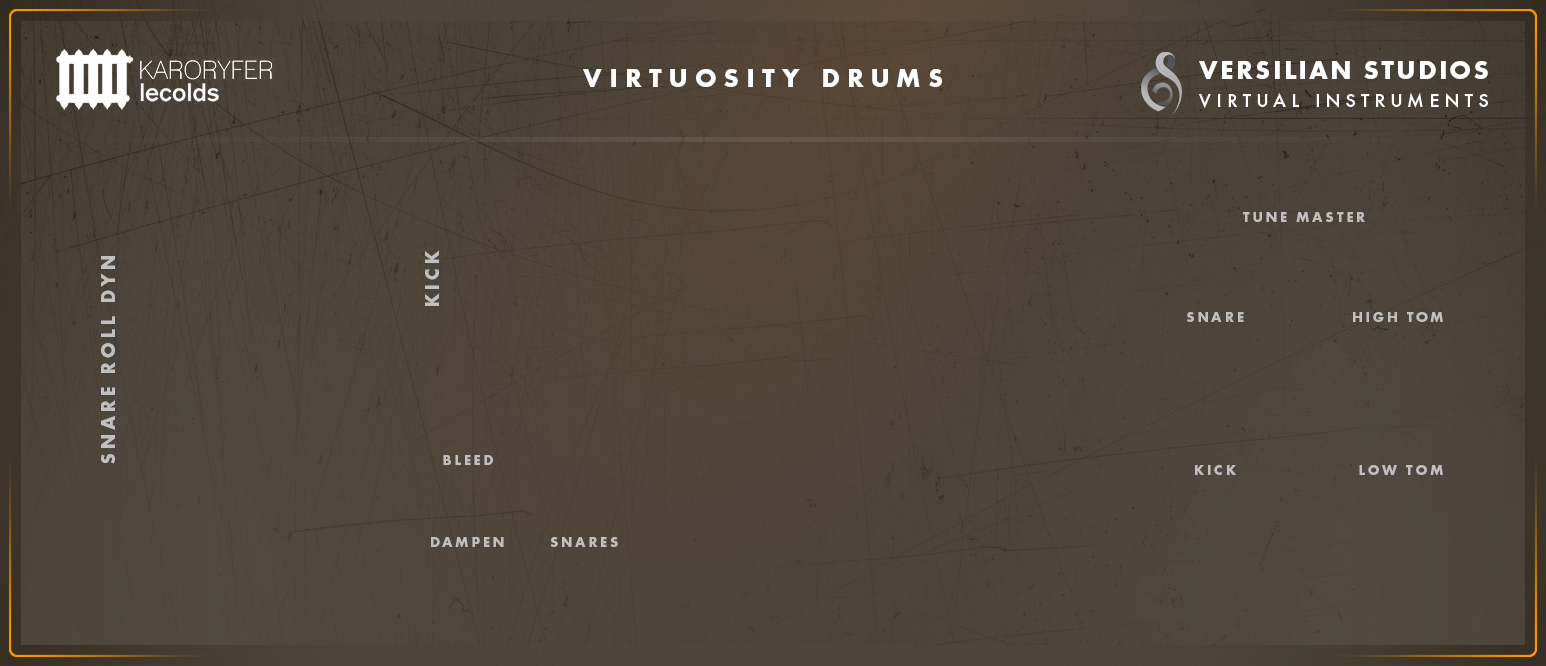 KARORYFER
lecolds
VIRTUOSITY DRUMS
VERSILIAN STUDIOS
VIRTUAL INSTRUMENTS
SNARE ROLL DYN
KICK
BLEED
DAMPEN
SNARES
TUNE MASTER
SNARE
HIGH TOM
KICK
LOW TOM